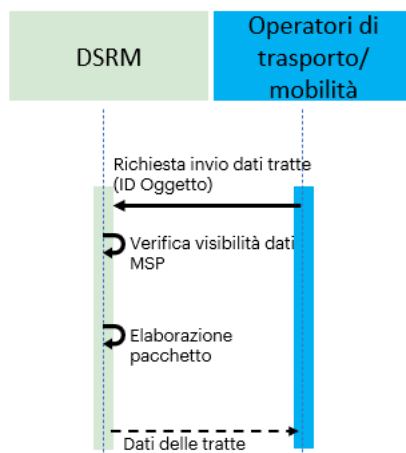 DSRM
Operatori di
trasporto/
mobilità
Richiesta invio dati tratte
(ID Oggetto)
Verifica visibilità dati
MSP
Elaborazione
pacchetto
Dati delle tratte